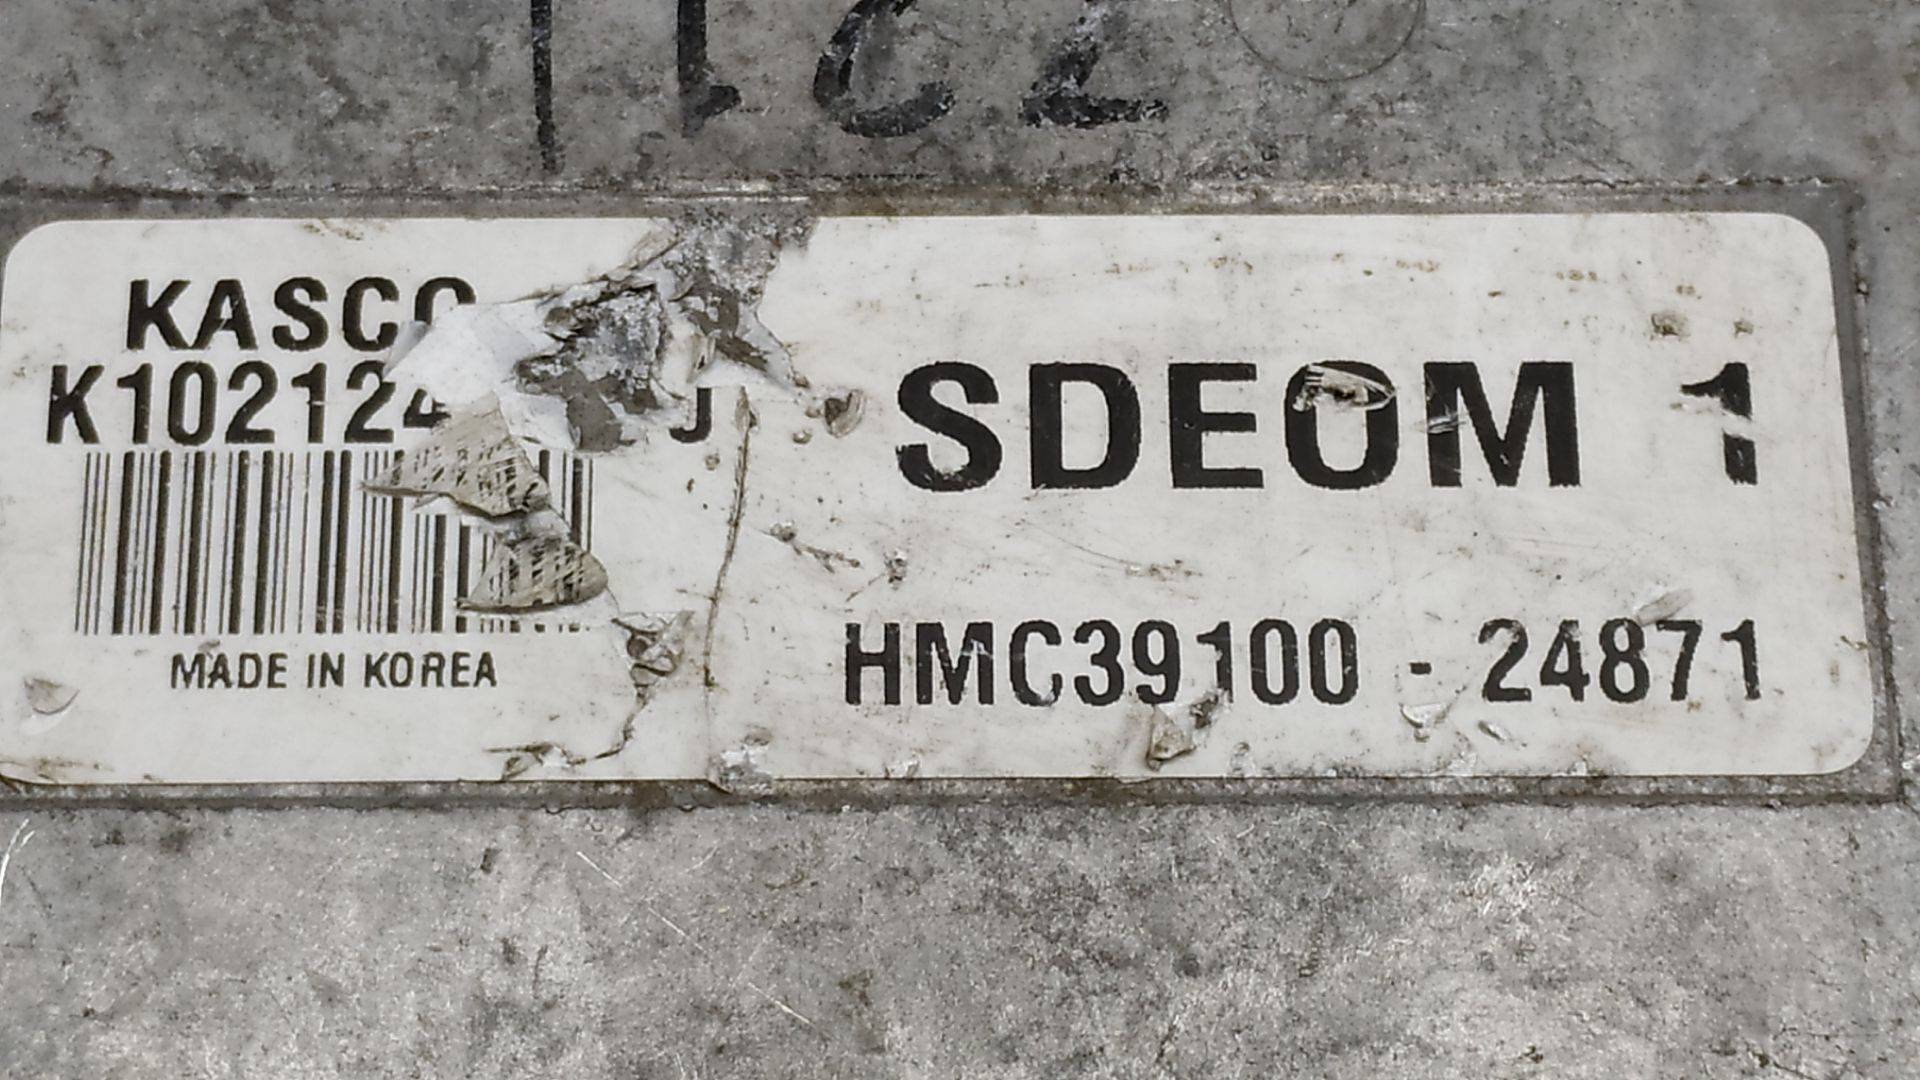 KASCO
SDEOM 1
MADE IN KOREA
HMC39100 - 24871